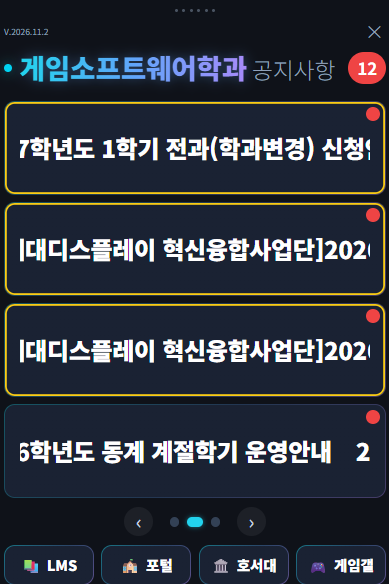 V.2026.11.2
게임소프트웨어학과 공지사항 12
7학년도 1학기 전과(학과변경) 신청
대디스플레이 혁신융합사업단]202
대디스플레이 혁신융합사업단]202
6학년도 동계 계절학기 운영안내 2
LMS 포털 호서대 게임갤